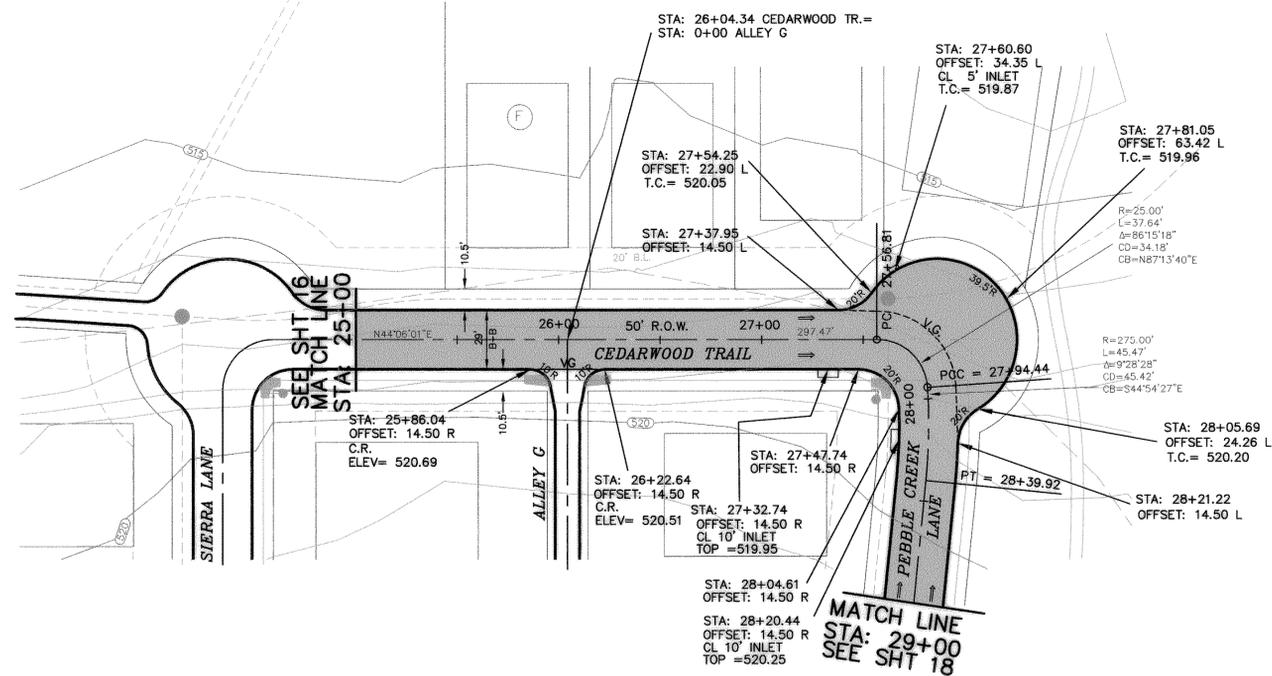 STA: 26+04.34 CEDARWOOD TR.=
STA: 0+00 ALLEY G
STA: 27+60.60
OFFSET: 34.35 L
CL 5' INLET
T.C.= 519.87
F
STA: 27+81.05
OFFSET: 63.42 L
T.C.= 519.96
515
STA: 27+54.25
OFFSET: 22.90 L
T.C.= 520.05
515
R=25.00'
L=37.64'
Δ=86°15'18"
CD=34.18'
CB=N87°13'40"E
STA: 27+37.95
OFFSET: 14.50 L
20' B.L.
10.5'
PC 27+56.81
20'R
39.5'R
SEE SHT 16
MATCH LINE
STA: 25+00
N44°06'01"E
29'
B-B
26+00
50' R.O.W.
27+00
297.47'
V.G.
CEDARWOOD TRAIL
VG
10'R
10'R
20'R
PCC = 27+94.44
R=275.00'
L=45.47'
Δ=9°28'28"
CD=45.42'
CB=S44°54'27"E
28+00
20'R
10.5'
STA: 25+86.04
OFFSET: 14.50 R
C.R.
ELEV= 520.69
520
STA: 28+05.69
OFFSET: 24.26 L
T.C.= 520.20
STA: 27+47.74
OFFSET: 14.50 R
SIERRA LANE
ALLEY G
STA: 26+22.64
OFFSET: 14.50 R
C.R.
ELEV= 520.51
PT = 28+39.92
STA: 28+21.22
OFFSET: 14.50 L
STA: 27+32.74
OFFSET: 14.50 R
CL 10' INLET
TOP =519.95
520
PEBBLE CREEK
LANE
STA: 28+04.61
OFFSET: 14.50 R
STA: 28+20.44
OFFSET: 14.50 R
CL 10' INLET
TOP =520.25
MATCH LINE
STA: 29+00
SEE SHT 18